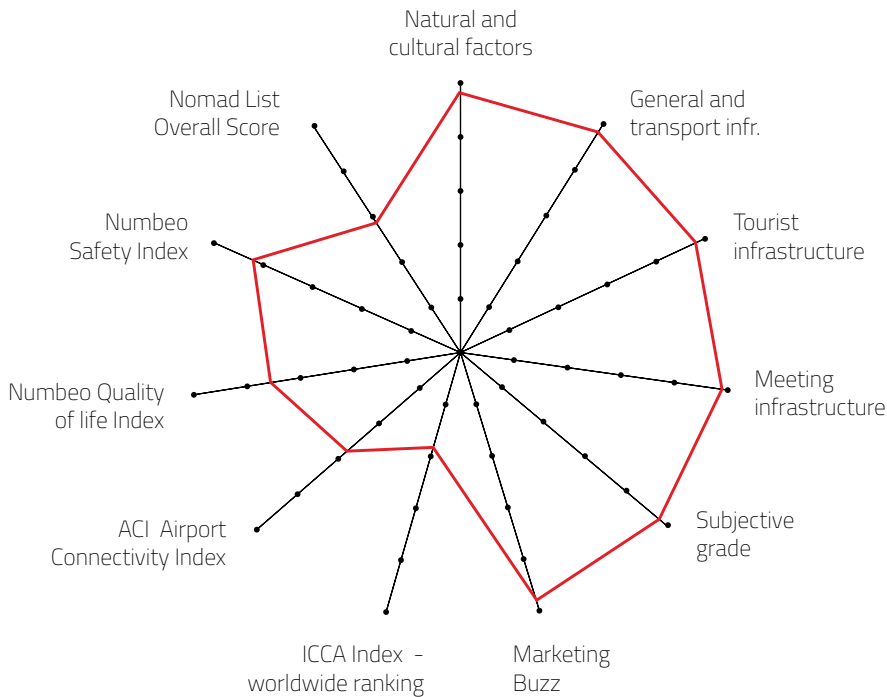 Natural and
cultural factors
General and
transport infr.
Tourist
infrastructure
Meeting
infrastructure
Subjective
grade
Marketing
Buzz
ICCA Index -
worldwide ranking
ACI Airport
Connectivity Index
Numbeo Quality
of life Index
Numbeo
Safety Index
Nomad List
Overall Score